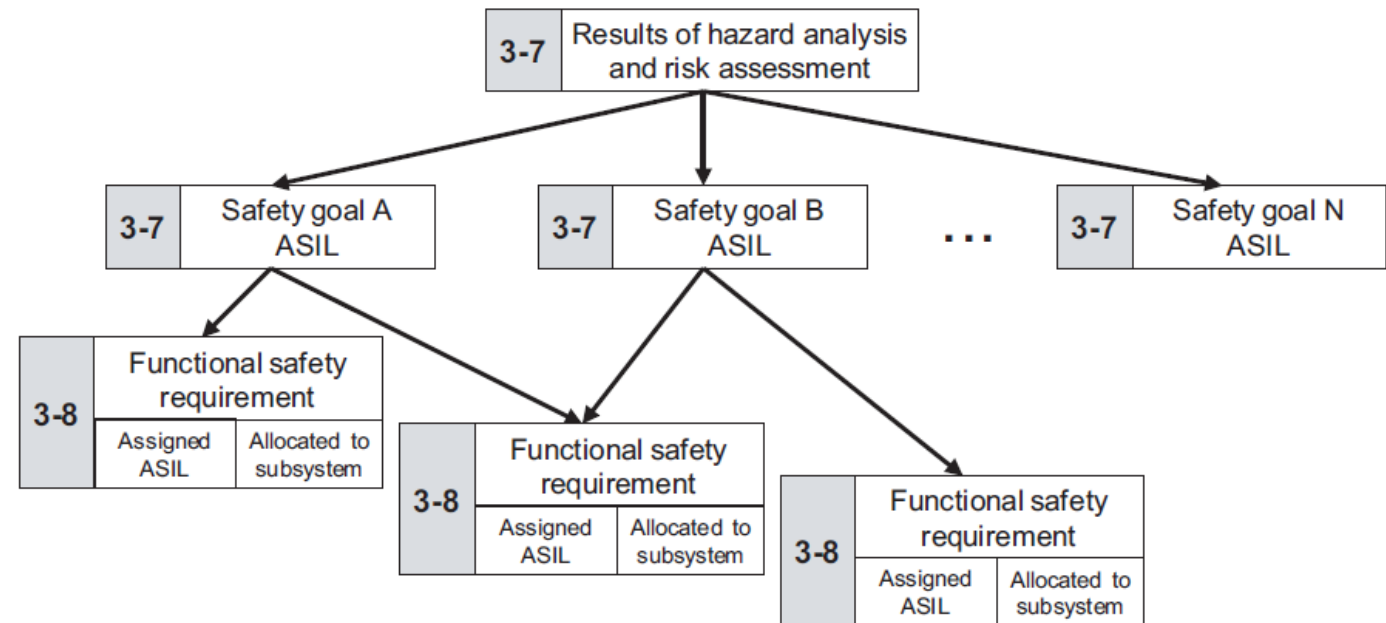 3-7
Results of hazard analysis
and risk assessment
3-7
Safety goal A
ASIL
3-7
Safety goal B
ASIL
...
3-7
Safety goal N
ASIL
3-8
Functional safety
requirement
Assigned
ASIL
Allocated to
subsystem
3-8
Functional safety
requirement
Assigned
ASIL
Allocated to
subsystem
3-8
Functional safety
requirement
Assigned
ASIL
Allocated to
subsystem